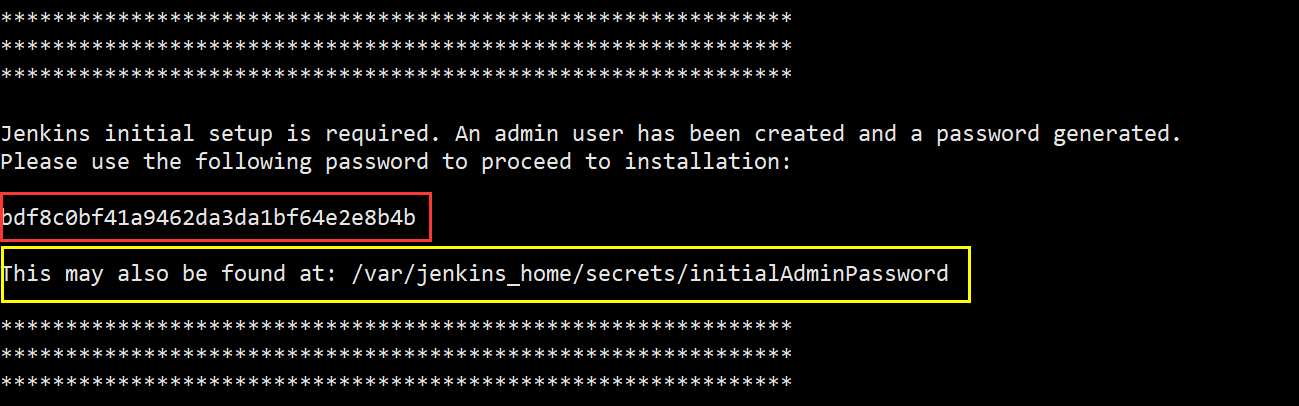 *************************************************************
*************************************************************
*************************************************************
Jenkins initial setup is required. An admin user has been created and a password generated.
Please use the following password to proceed to installation:
bdf8c0bf41a9462da3da1bf64e2e8b4b
This may also be found at: /var/jenkins_home/secrets/initialAdminPassword
*************************************************************
*************************************************************
*************************************************************